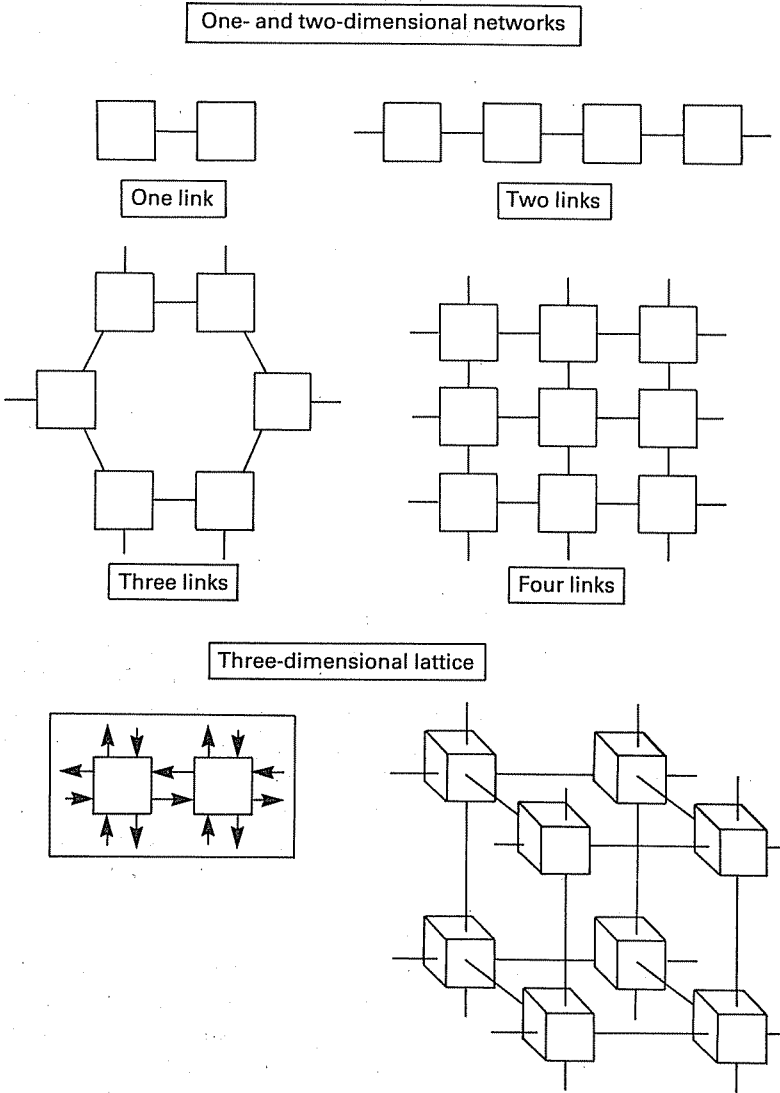 One- and two-dimensional networks
One link
Two links
Three links
Four links
Three-dimensional lattice